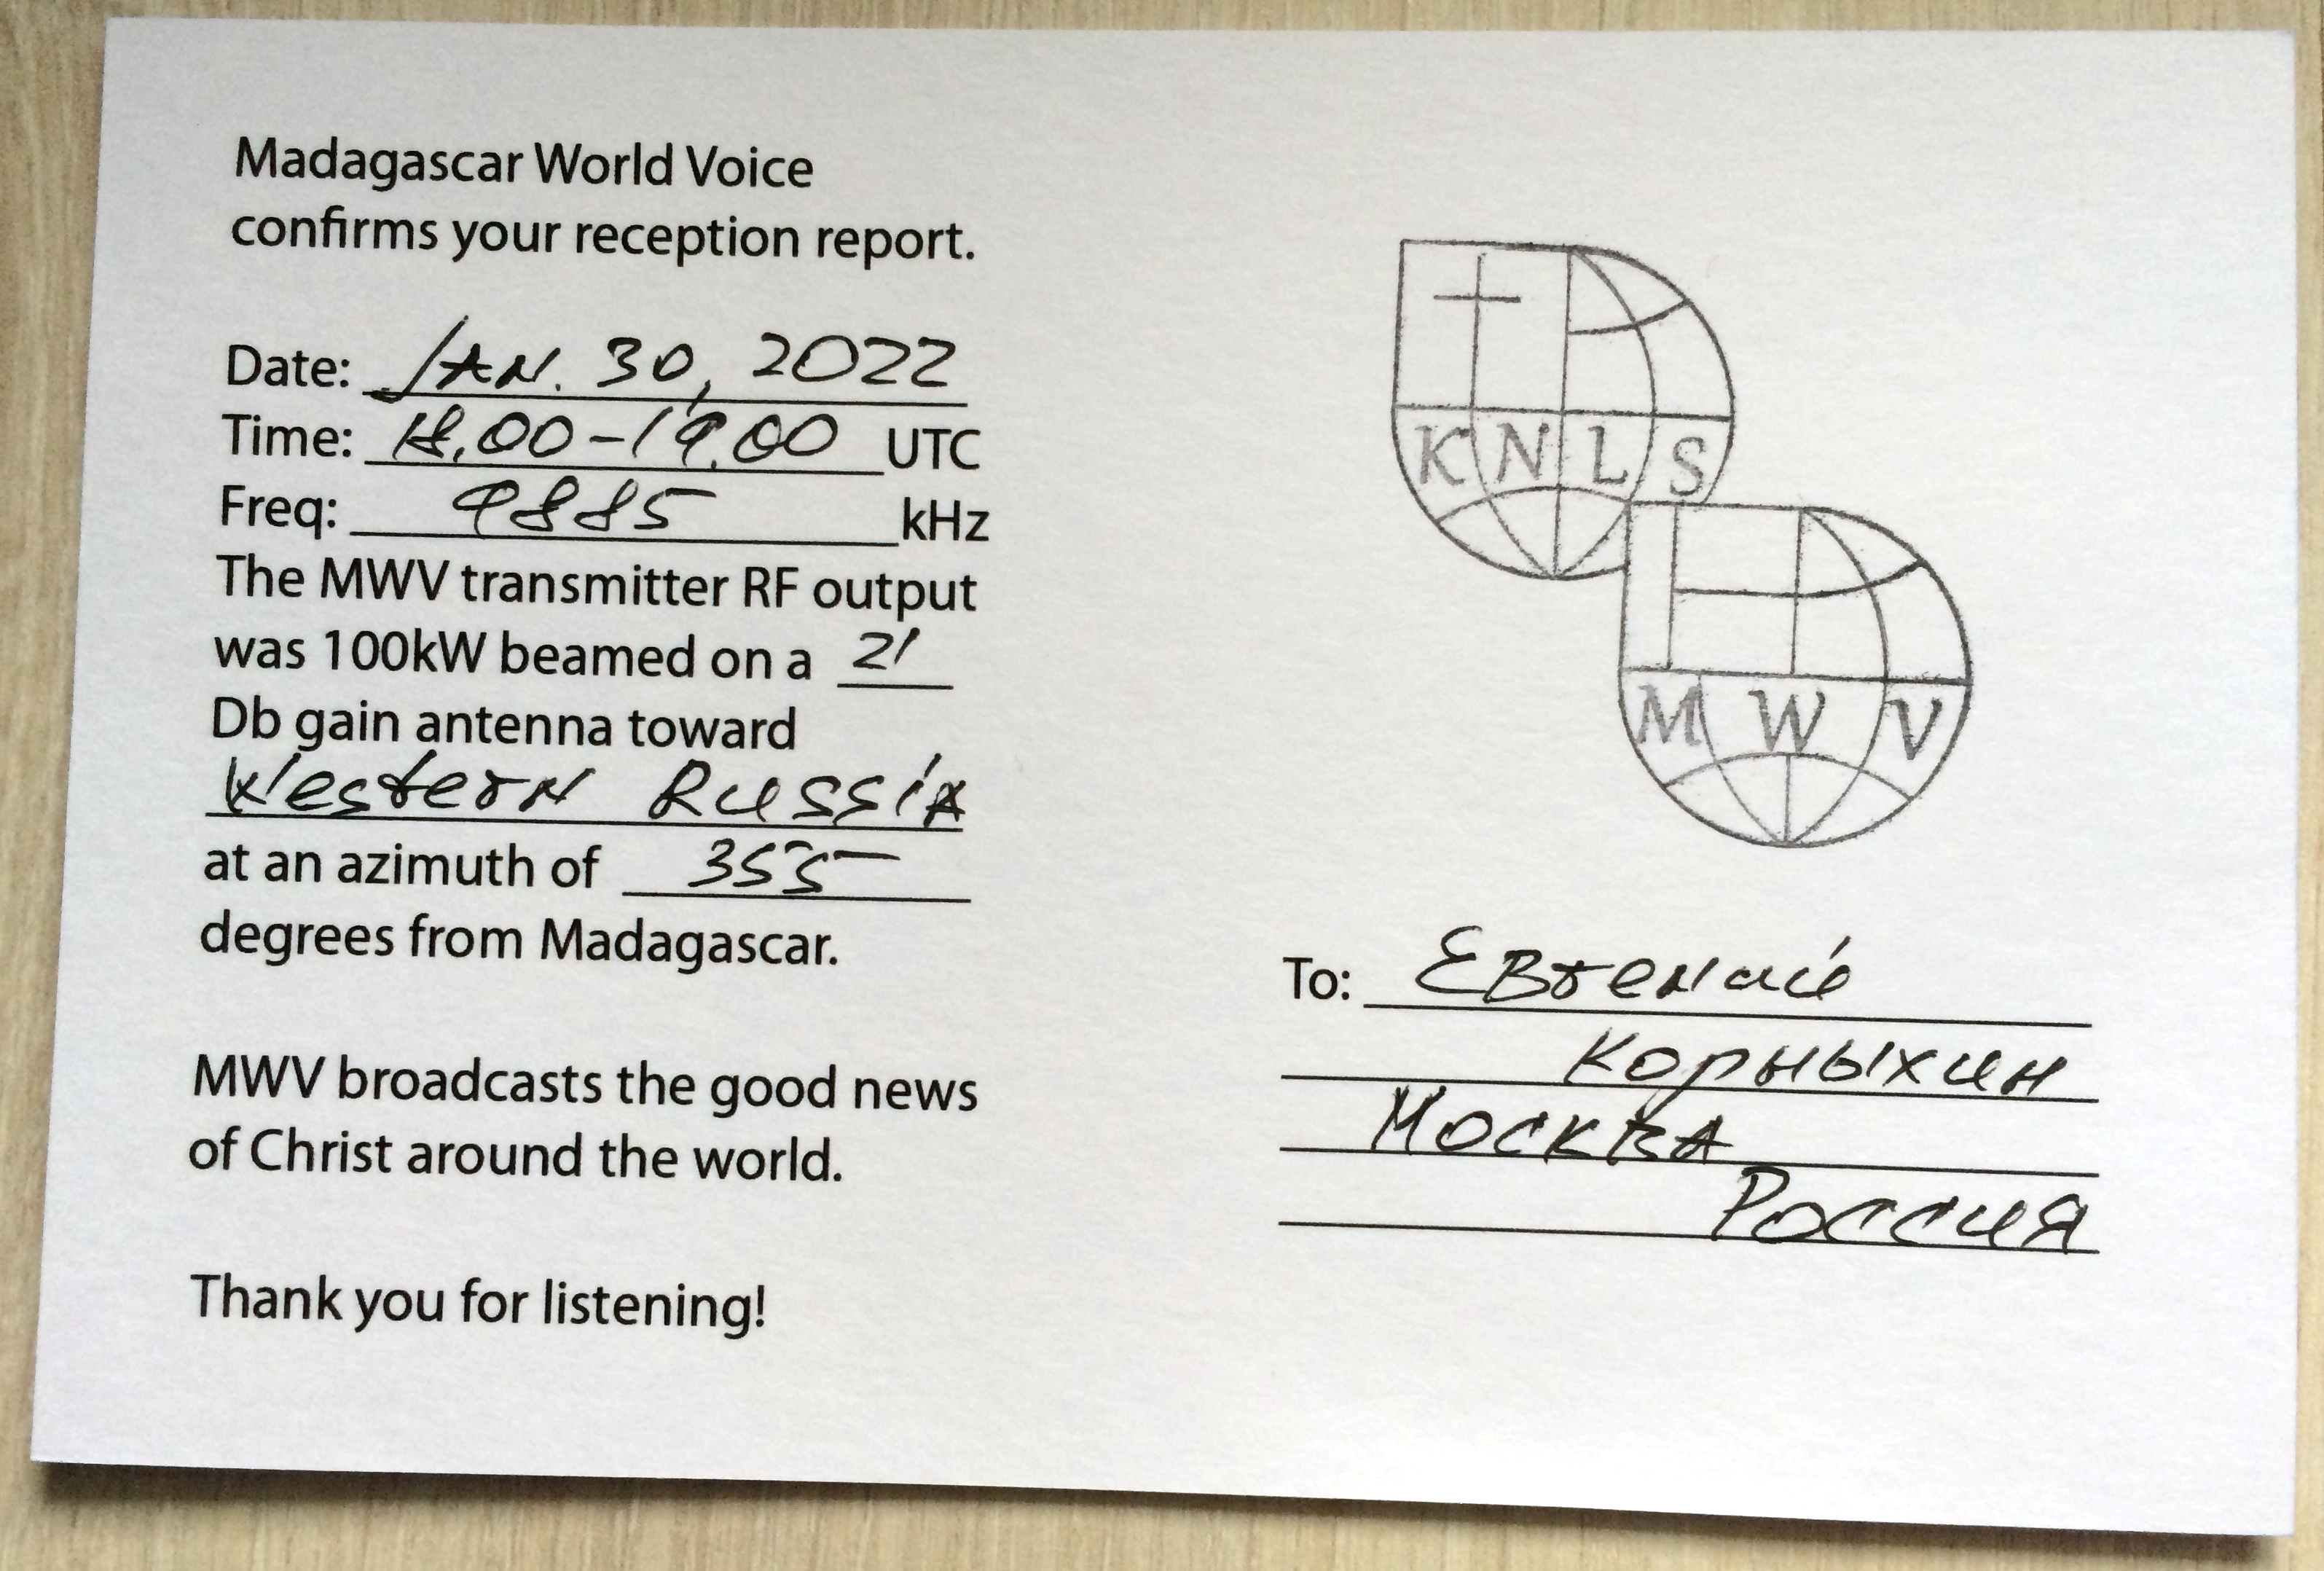 Madagascar World Voice
confirms your reception report.
Date: JAN. 30, 2022
Time: 18.00-19.00 UTC
Freq: 9885 kHz
The MWV transmitter RF output
was 100kW beamed on a 21
Db gain antenna toward
Western Russia
at an azimuth of 355
degrees from Madagascar.
MWV broadcasts the good news
of Christ around the world.
Thank you for listening!
KNLS
MWV
To: Евгений
Корныхин
Москва
Россия